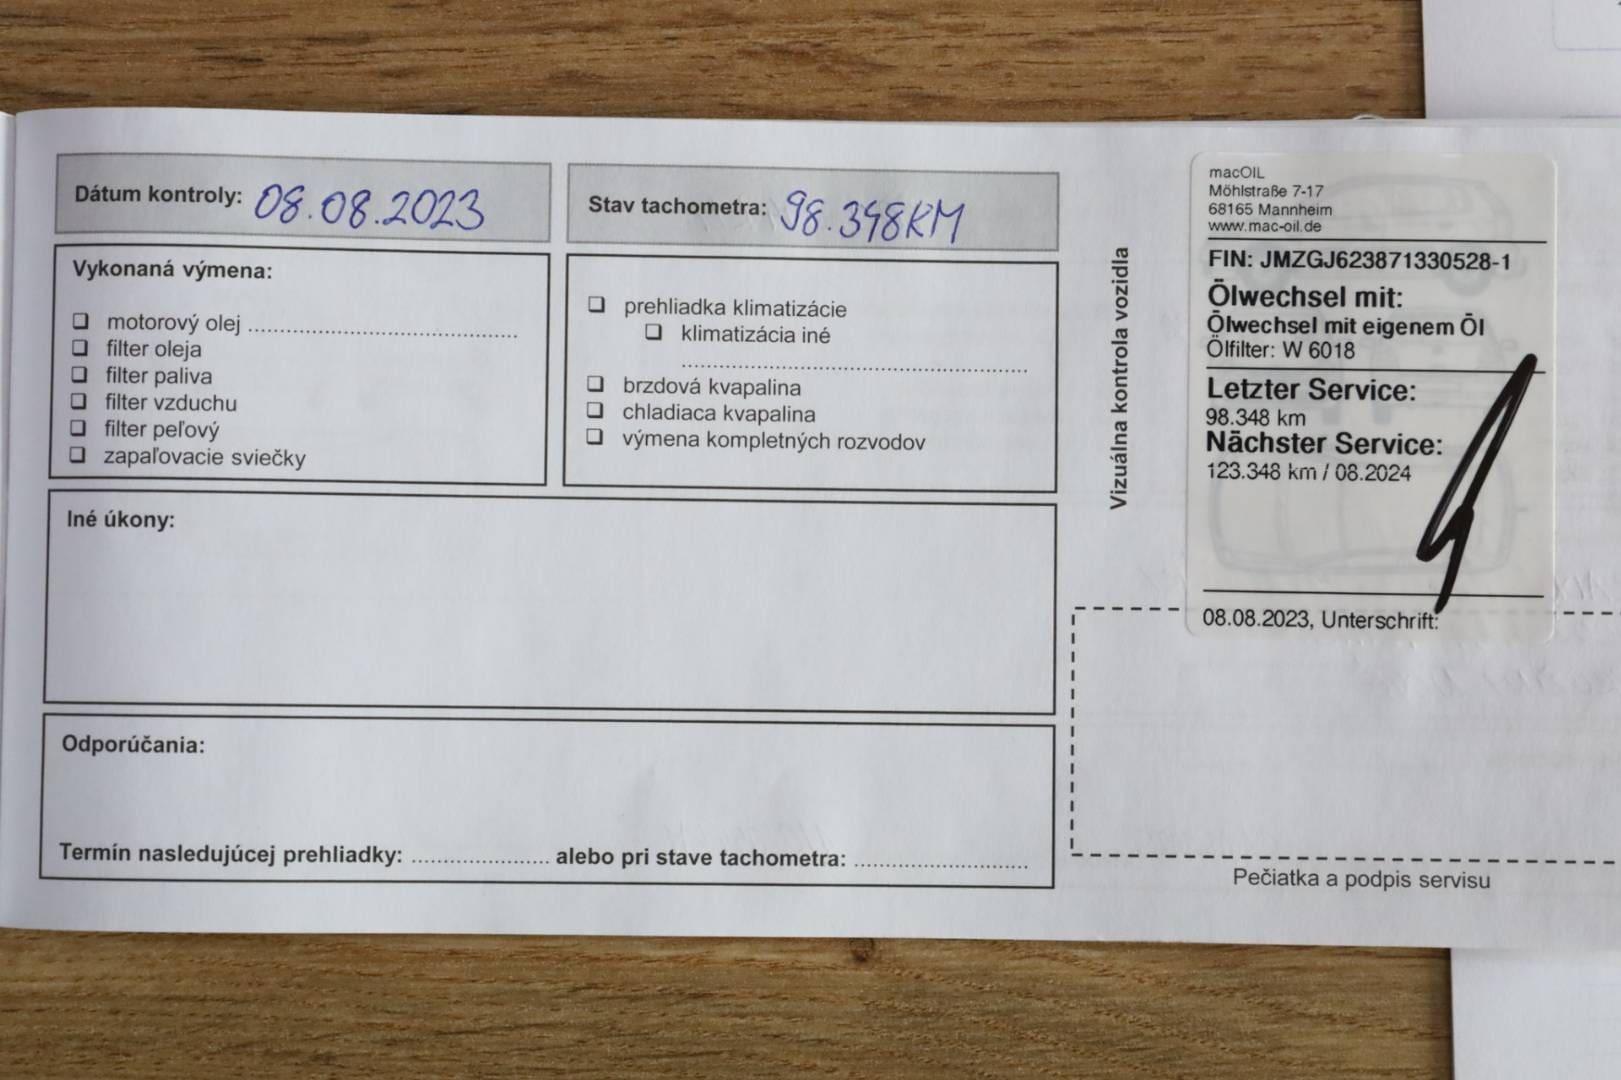 Dátum kontroly: 08.08.2023
Stav tachometra: 98.348KM
Vykonaná výmena:
❑ motorový olej ..............................................
❑ filter oleja
❑ filter paliva
❑ filter vzduchu
❑ filter peľový
❑ zapaľovacie sviečky
❑ prehliadka klimatizácie
❑ klimatizácia iné
..........................................................
❑ brzdová kvapalina
❑ chladiaca kvapalina
❑ výmena kompletných rozvodov
Iné úkony:
Odporúčania:
Termín nasledujúcej prehliadky: ....................... alebo pri stave tachometra: .............................
Vizuálna kontrola vozidla
macOIL
Möhlstraße 7-17
68165 Mannheim
www.mac-oil.de
FIN: JMZGJ623871330528-1
Ölwechsel mit:
Ölwechsel mit eigenem Öl
Ölfilter: W 6018
Letzter Service:
98.348 km
Nächster Service:
123.348 km / 08.2024
08.08.2023, Unterschrift:
Pečiatka a podpis servisu